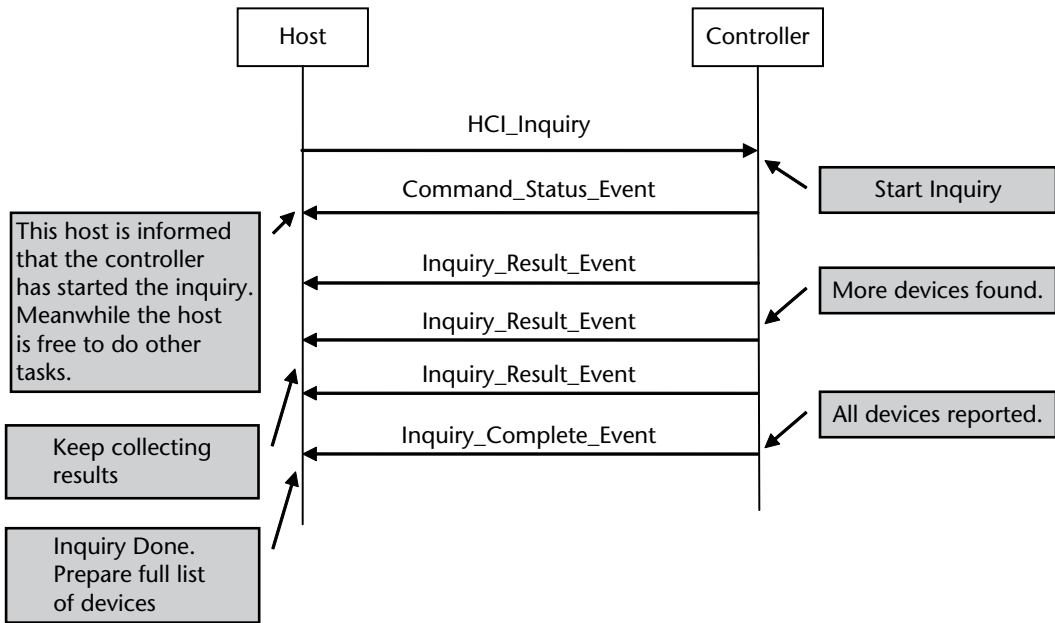 Host
Controller
HCI_Inquiry
Start Inquiry
Command_Status_Event
This host is informed
that the controller
has started the inquiry.
Meanwhile the host
is free to do other
tasks.
Inquiry_Result_Event
More devices found.
Inquiry_Result_Event
Inquiry_Result_Event
Keep collecting
results
All devices reported.
Inquiry_Complete_Event
Inquiry Done.
Prepare full list
of devices